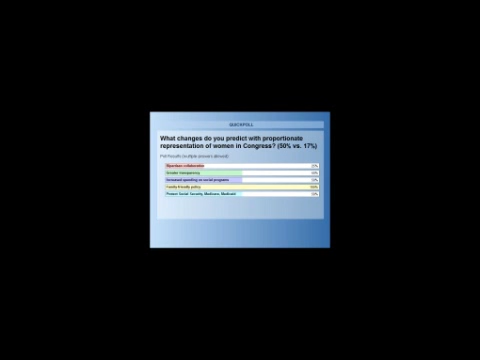 QUICKPOLL
What changes do you predict with proportionate
representation of women in Congress? (50% vs. 17%)
Poll Results (multiple answers allowed):
Bipartisan collaboration
Greater transparency
Increased spending on social programs
Family-friendly policy
Protect Social Security, Medicare, Medicaid